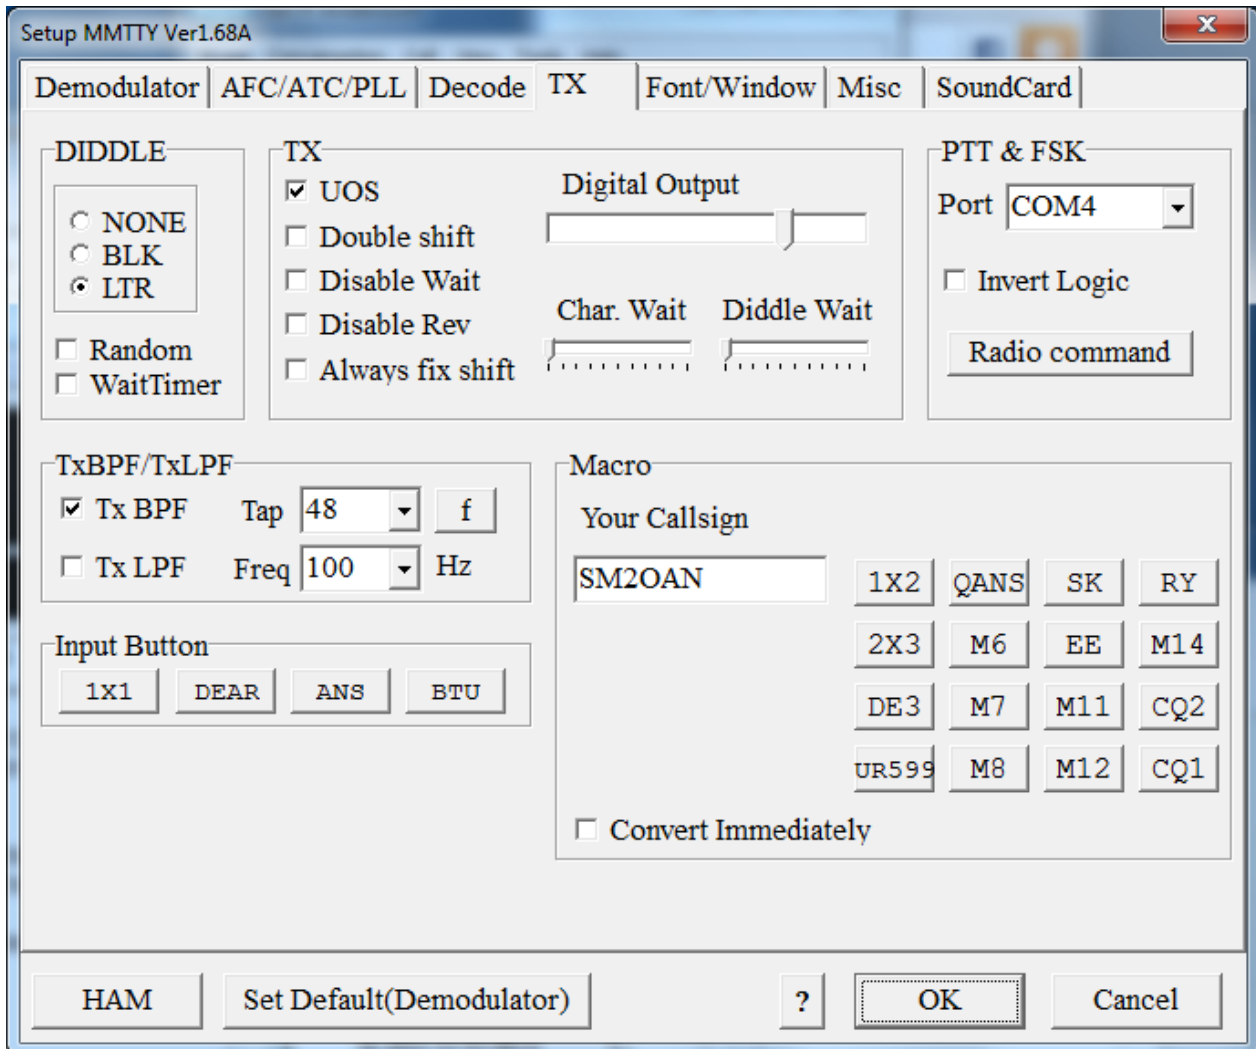 Setup MMTTY Ver1.68A
Demodulator AFC/ATC/PLL Decode TX Font/Window Misc SoundCard
DIDDLE
NONE
BLK
LTR
Random
WaitTimer
TX
UOS
Double shift
Disable Wait
Disable Rev
Always fix shift
Digital Output
Char. Wait Diddle Wait
PTT & FSK
Port COM4
Invert Logic
Radio command
TxBPF/TxLPF
Tx BPF Tap 48 f
Tx LPF Freq 100 Hz
Input Button
1X1 DEAR ANS BTU
Macro
Your Callsign
SM2OAN
1X2 QANS SK RY
2X3 M6 EE M14
DE3 M7 M11 CQ2
UR599 M8 M12 CQ1
Convert Immediately
HAM Set Default(Demodulator) ? OK Cancel